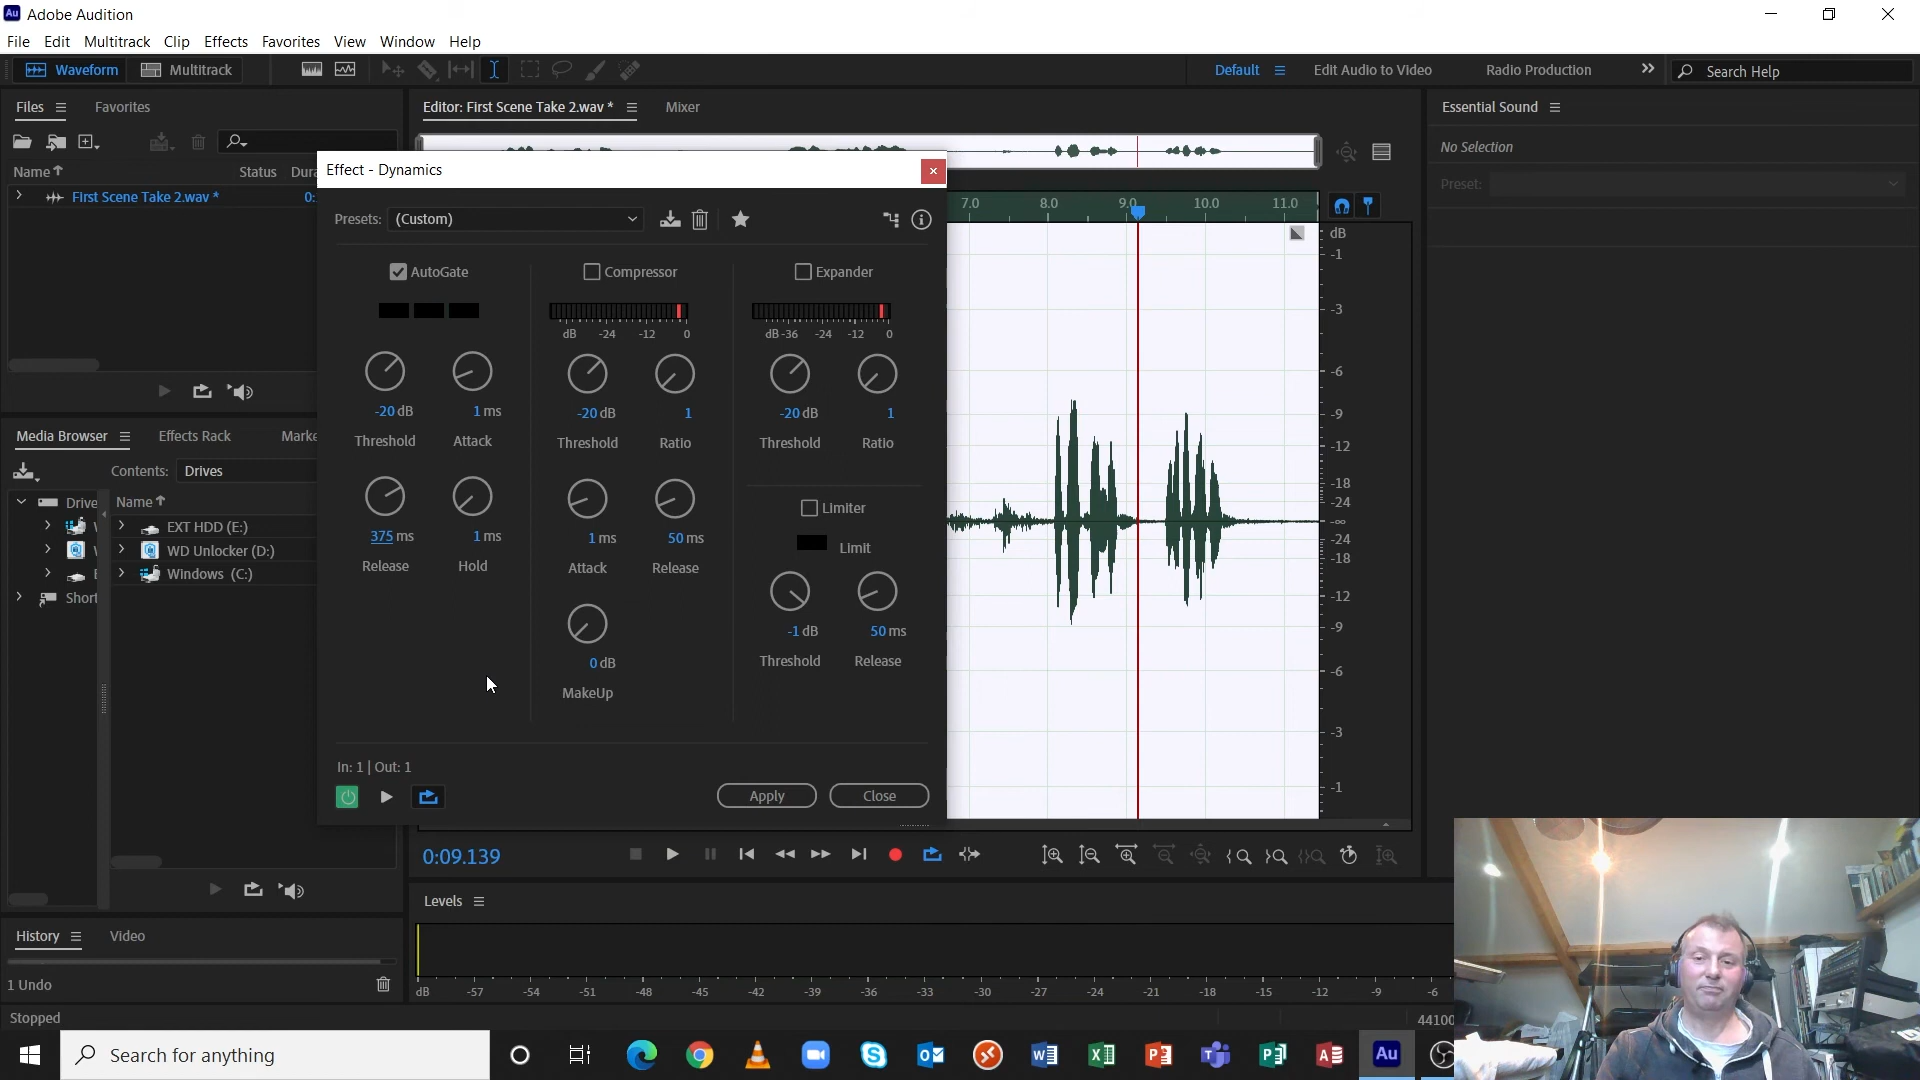 Adobe Audition
File Edit Multitrack Clip Effects Favorites View Window Help
Waveform Multitrack Default Edit Audio to Video Radio Production Search Help
Files Favorites
Editor: First Scene Take 2.wav * Mixer
Essential Sound
No Selection
Preset:
Name Status Dura
First Scene Take 2.wav * 0:
Effect - Dynamics
Presets: (Custom)
AutoGate Compressor Expander
dB -24 -12 0
dB -36 -24 -12 0
-20 dB 1 ms -20 dB 1 -20 dB 1
Threshold Attack Threshold Ratio Threshold Ratio
375 ms 1 ms 1 ms 50 ms
Release Hold Attack Release
Limiter
Limit
-1 dB 50 ms
Threshold Release
0 dB
MakeUp
In: 1 | Out: 1
Apply Close
7.0 8.0 9.0 10.0 11.0
dB
-1
-3
-6
-9
-12
-18
-24
-∞
-24
-18
-12
-9
-6
-3
-1
Media Browser Effects Rack Marke
Contents: Drives
Drive Name
EXT HDD (E:)
WD Unlocker (D:)
Windows (C:)
Short
0:09.139
Levels
dB -57 -54 -51 -48 -45 -42 -39 -36 -33 -30 -27 -24 -21 -18 -15 -12 -9 -6
History Video
1 Undo
Stopped
44100
Search for anything
Au